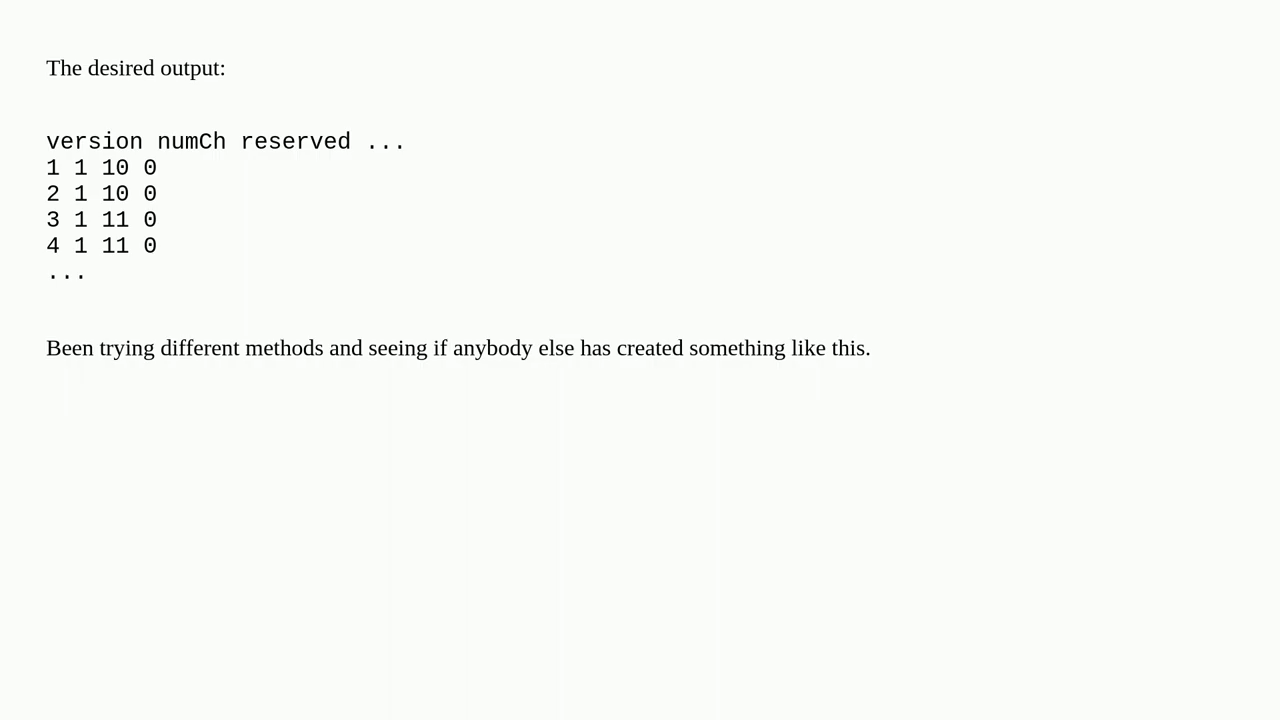 The desired output:
version numCh reserved ...
1 1 10 0
2 1 10 0
3 1 11 0
4 1 11 0
...
Been trying different methods and seeing if anybody else has created something like this.